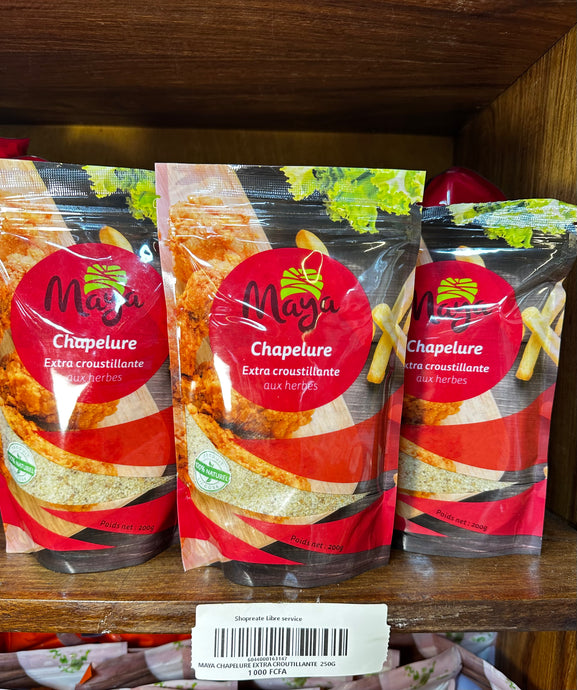 Maya
Chapelure
Extra croustillante
aux herbes
100% NATUREL
Poids net : 200g
Maya
Chapelure
Extra croustillante
aux herbes
100% NATUREL
Poids net : 200g
Maya
Chapelure
xtra croustillante
aux herbes
Poids net : 200g
Shopreate Libre service
MAYA CHAPELURE EXTRA CROUTILLANTE 250G
1 000 FCFA